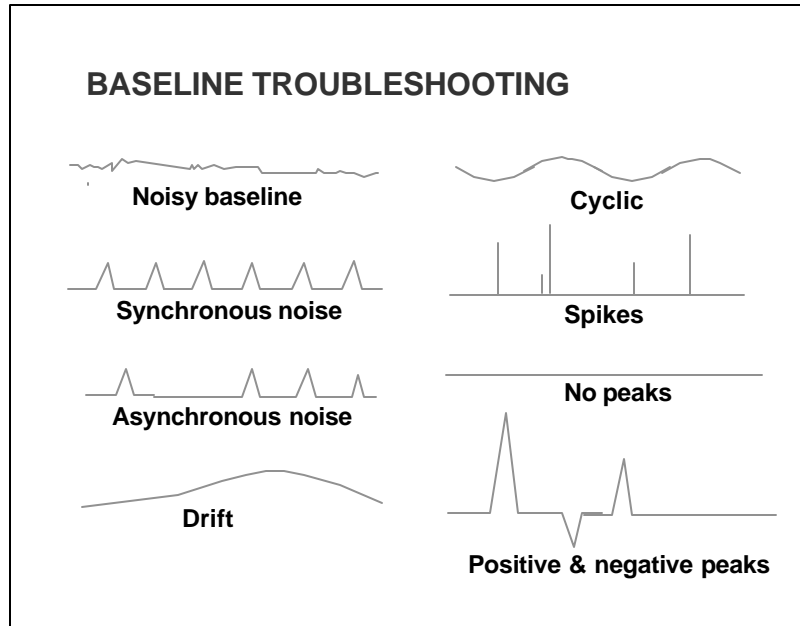 BASELINE TROUBLESHOOTING
Noisy baseline
Cyclic
Synchronous noise
Spikes
Asynchronous noise
No peaks
Drift
Positive & negative peaks